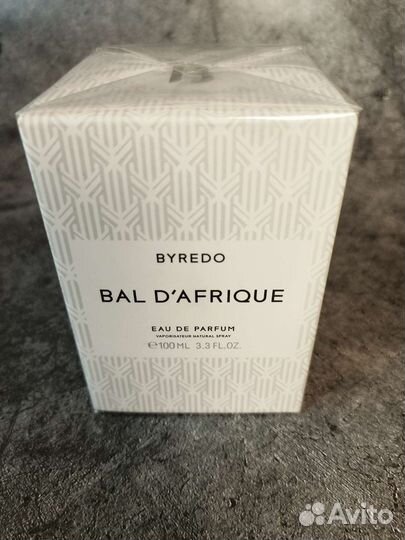 B
BYREDO
BAL D'AFRIQUE
EAU DE PARFUM
VAPORISATEUR NATURAL SPRAY
℮100 ML 3.3 FL.OZ.
Avito